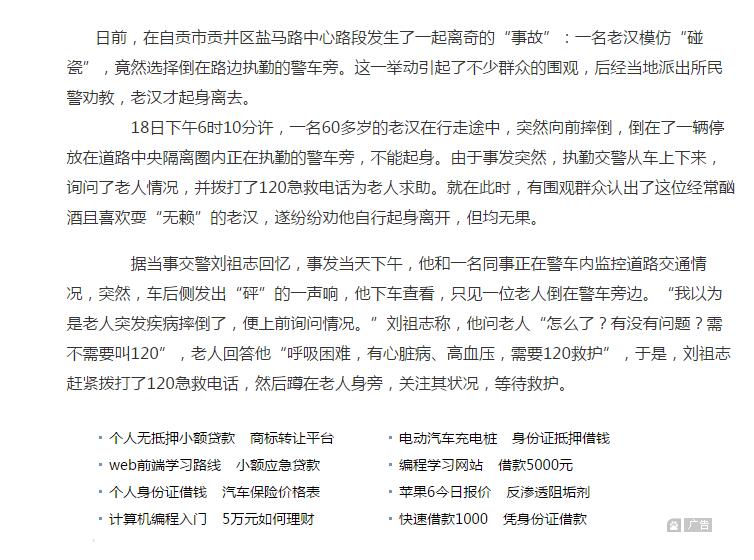 日前，在自贡市贡井区盐马路中心路段发生了一起离奇的“事故”：一名老汉模仿“碰
瓷”，竟然选择倒在路边执勤的警车旁。这一举动引起了不少群众的围观，后经当地派出所民
警劝教，老汉才起身离去。
18日下午6时10分许，一名60多岁的老汉在行走途中，突然向前摔倒，倒在了一辆停
放在道路中央隔离圈内正在执勤的警车旁，不能起身。由于事发突然，执勤交警从车上下来，
询问了老人情况，并拨打了120急救电话为老人求助。就在此时，有围观群众认出了这位经常酗
酒且喜欢耍“无赖”的老汉，遂纷纷劝他自行起身离开，但均无果。
据当事交警刘祖志回忆，事发当天下午，他和一名同事正在警车内监控道路交通情
况，突然，车后侧发出“砰”的一声响，他下车查看，只见一位老人倒在警车旁边。“我以为
是老人突发疾病摔倒了，便上前询问情况。”刘祖志称，他问老人“怎么了？有没有问题？需
不需要叫120”，老人回答他“呼吸困难，有心脏病、高血压，需要120救护”，于是，刘祖志
赶紧拨打了120急救电话，然后蹲在老人身旁，关注其状况，等待救护。
个人无抵押小额贷款 商标转让平台 电动汽车充电桩 身份证抵押借钱
web前端学习路线 小额应急贷款 编程学习网站 借款5000元
个人身份证借钱 汽车保险价格表 苹果6今日报价 反渗透阻垢剂
计算机编程入门 5万元如何理财 快速借款1000 凭身份证借款
广告